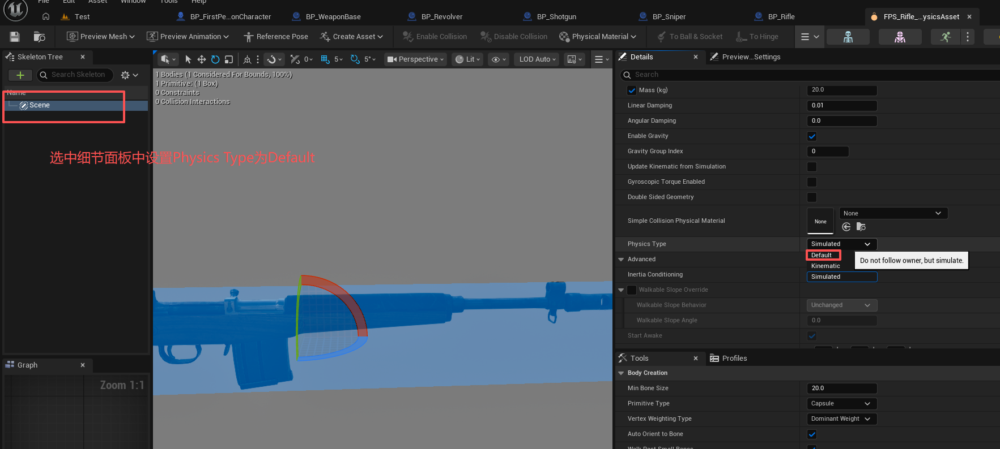 File Edit Asset Window Tools Help
Test
BP_FirstPe...onCharacter
BP_WeaponBase
BP_Revolver
BP_Shotgun
BP_Sniper
BP_Rifle
FPS_Rifle_...ysicsAsset
Preview Mesh
Preview Animation
Reference Pose
Create Asset
Enable Collision
Disable Collision
Physical Material
To Ball & Socket
To Hinge
Skeleton Tree
Search Skeleton
Name
Scene
0
5
5°
Perspective
Lit
LOD Auto
1 Bodies (1 Considered For Bounds, 100%)
1 Primitive: (1 Box)
0 Constraints
0 Collision Interactions
选中细节面板中设置Physics Type为Default
Graph
Zoom 1:1
Details
Preview...Settings
Search
Mass (kg) 20.0
Linear Damping 0.01
Angular Damping 0.0
Enable Gravity
Gravity Group Index 0
Update Kinematic from Simulation
Gyroscopic Torque Enabled
Double Sided Geometry
Simple Collision Physical Material None None
Physics Type Simulated
Default
Kinematic
Simulated
Do not follow owner, but simulate.
Advanced
Inertia Conditioning
Walkable Slope Override
Walkable Slope Behavior Unchanged
Walkable Slope Angle 0.0
Start Awake
Tools
Profiles
Body Creation
Min Bone Size 20.0
Primitive Type Capsule
Vertex Weighting Type Dominant Weight
Auto Orient to Bone
Walk Past Small Bones